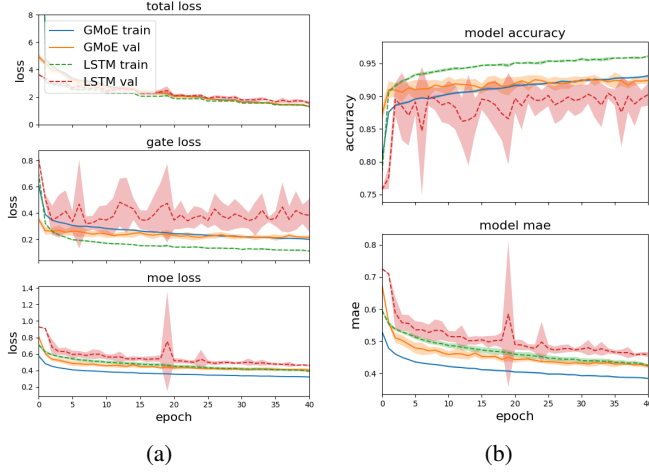 total loss
8
6
4
2
0
loss
GMoE train
GMoE val
LSTM train
LSTM val
gate loss
0.8
0.6
0.4
0.2
loss
moe loss
1.4
1.2
1.0
0.8
0.6
0.4
0.2
loss
0 5 10 15 20 25 30 35 40
epoch
(a)
model accuracy
0.95
0.90
0.85
0.80
0.75
accuracy
model mae
0.8
0.7
0.6
0.5
0.4
mae
0 5 10 15 20 25 30 35 40
epoch
(b)